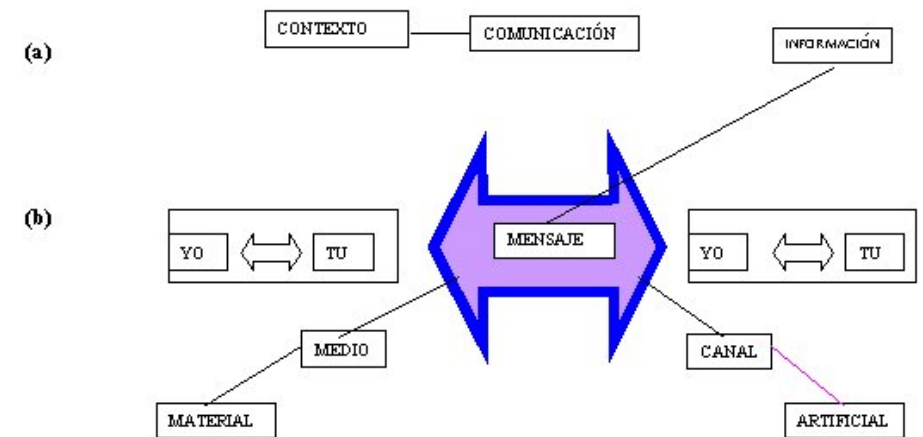 CONTEXTO
COMUNICACIÓN
INFORMACIÓN
(a)
(b)
MENSAJE
YO
TU
YO
TU
MEDIO
CANAL
MATERIAL
ARTIFICIAL